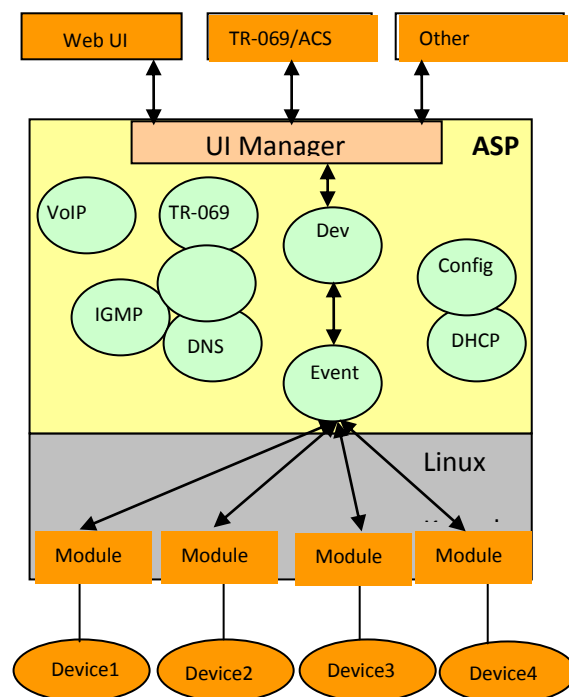 Web UI
TR-069/ACS
Other
UI Manager
ASP
VoIP
TR-069
Dev
Config
IGMP
DNS
DHCP
Event
Linux
Module
Module
Module
Module
Device1
Device2
Device3
Device4